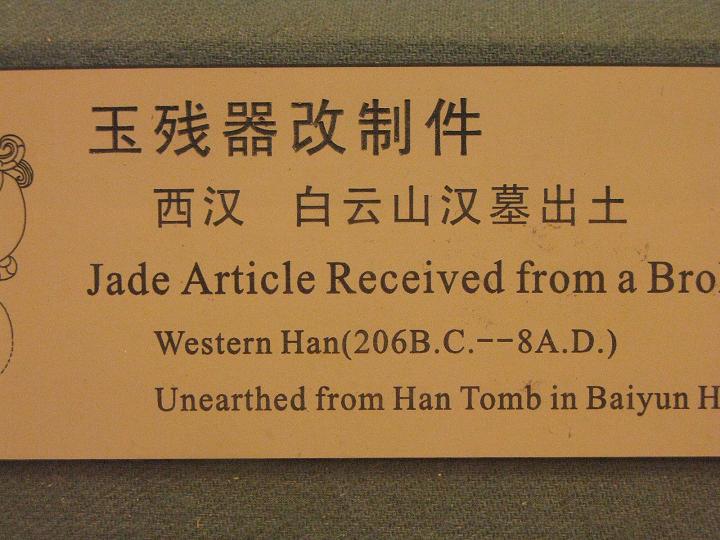 玉残器改制件
西汉 白云山汉墓出土
Jade Article Received from a
Western Han(206B.C.--8A.D.)
Unearthed from Han Tomb in Baiyun